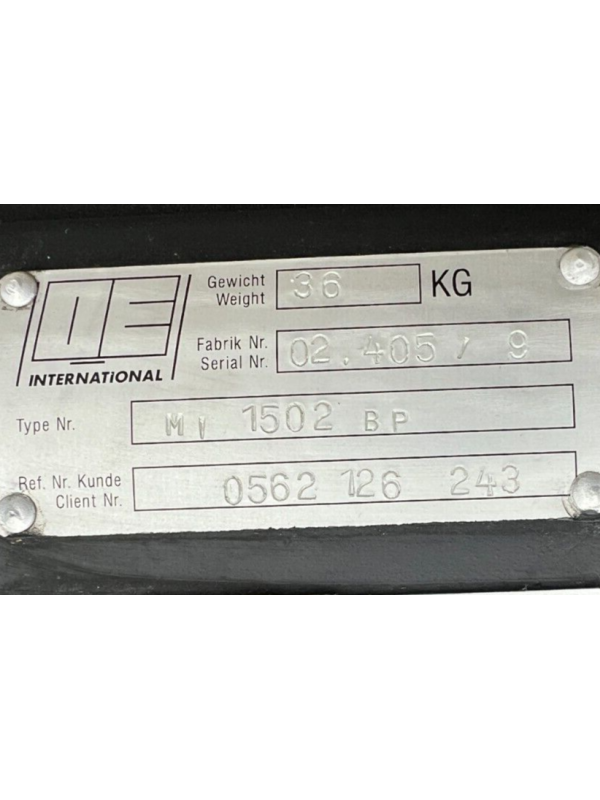 QE
INTERNATIONAL
Gewicht
Weight 36 KG
Fabrik Nr.
Serial Nr. 02.405 / 9
Type Nr. M I 1502 BP
Ref. Nr. Kunde
Client Nr. 0562 126 243